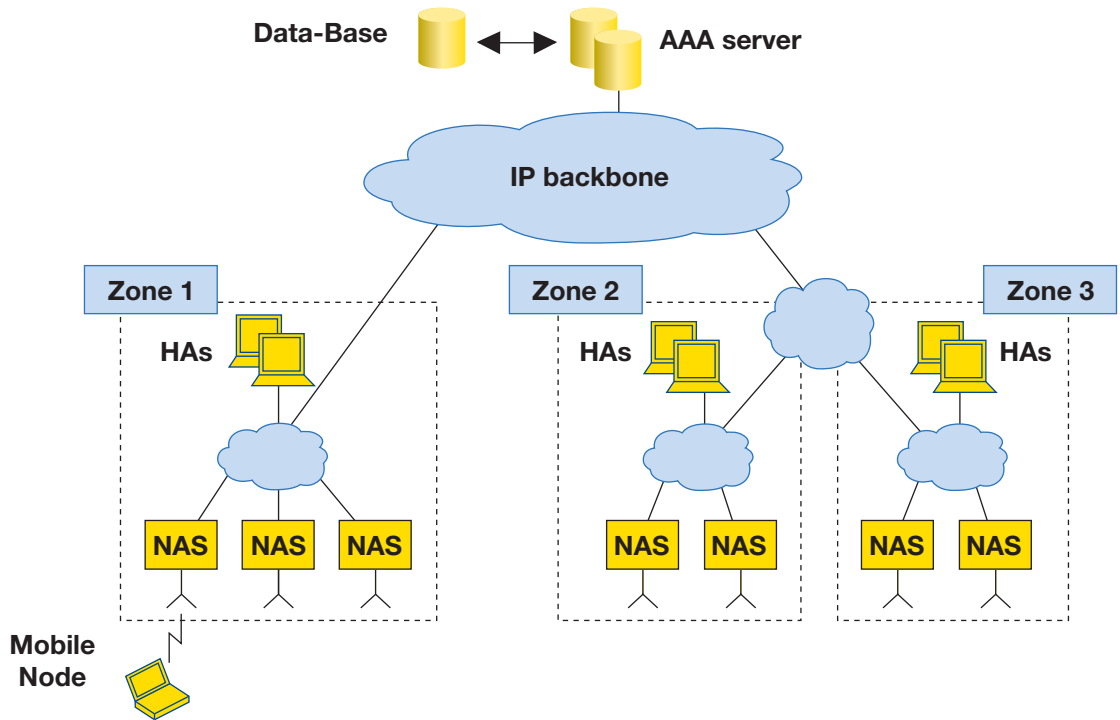 Data-Base
AAA server
IP backbone
Zone 1
Zone 2
Zone 3
HAs
HAs
HAs
NAS
NAS
NAS
NAS
NAS
NAS
NAS
Mobile
Node